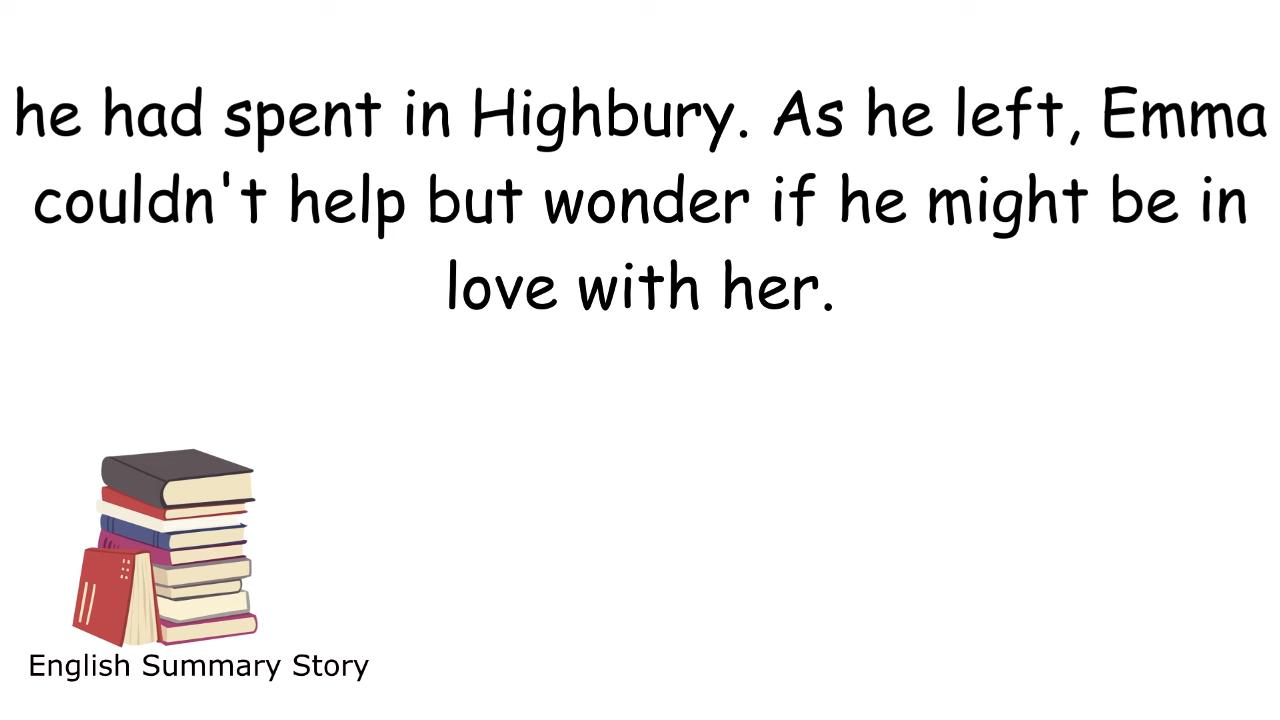 he had spent in Highbury. As he left, Emma
couldn't help but wonder if he might be in
love with her.
English Summary Story